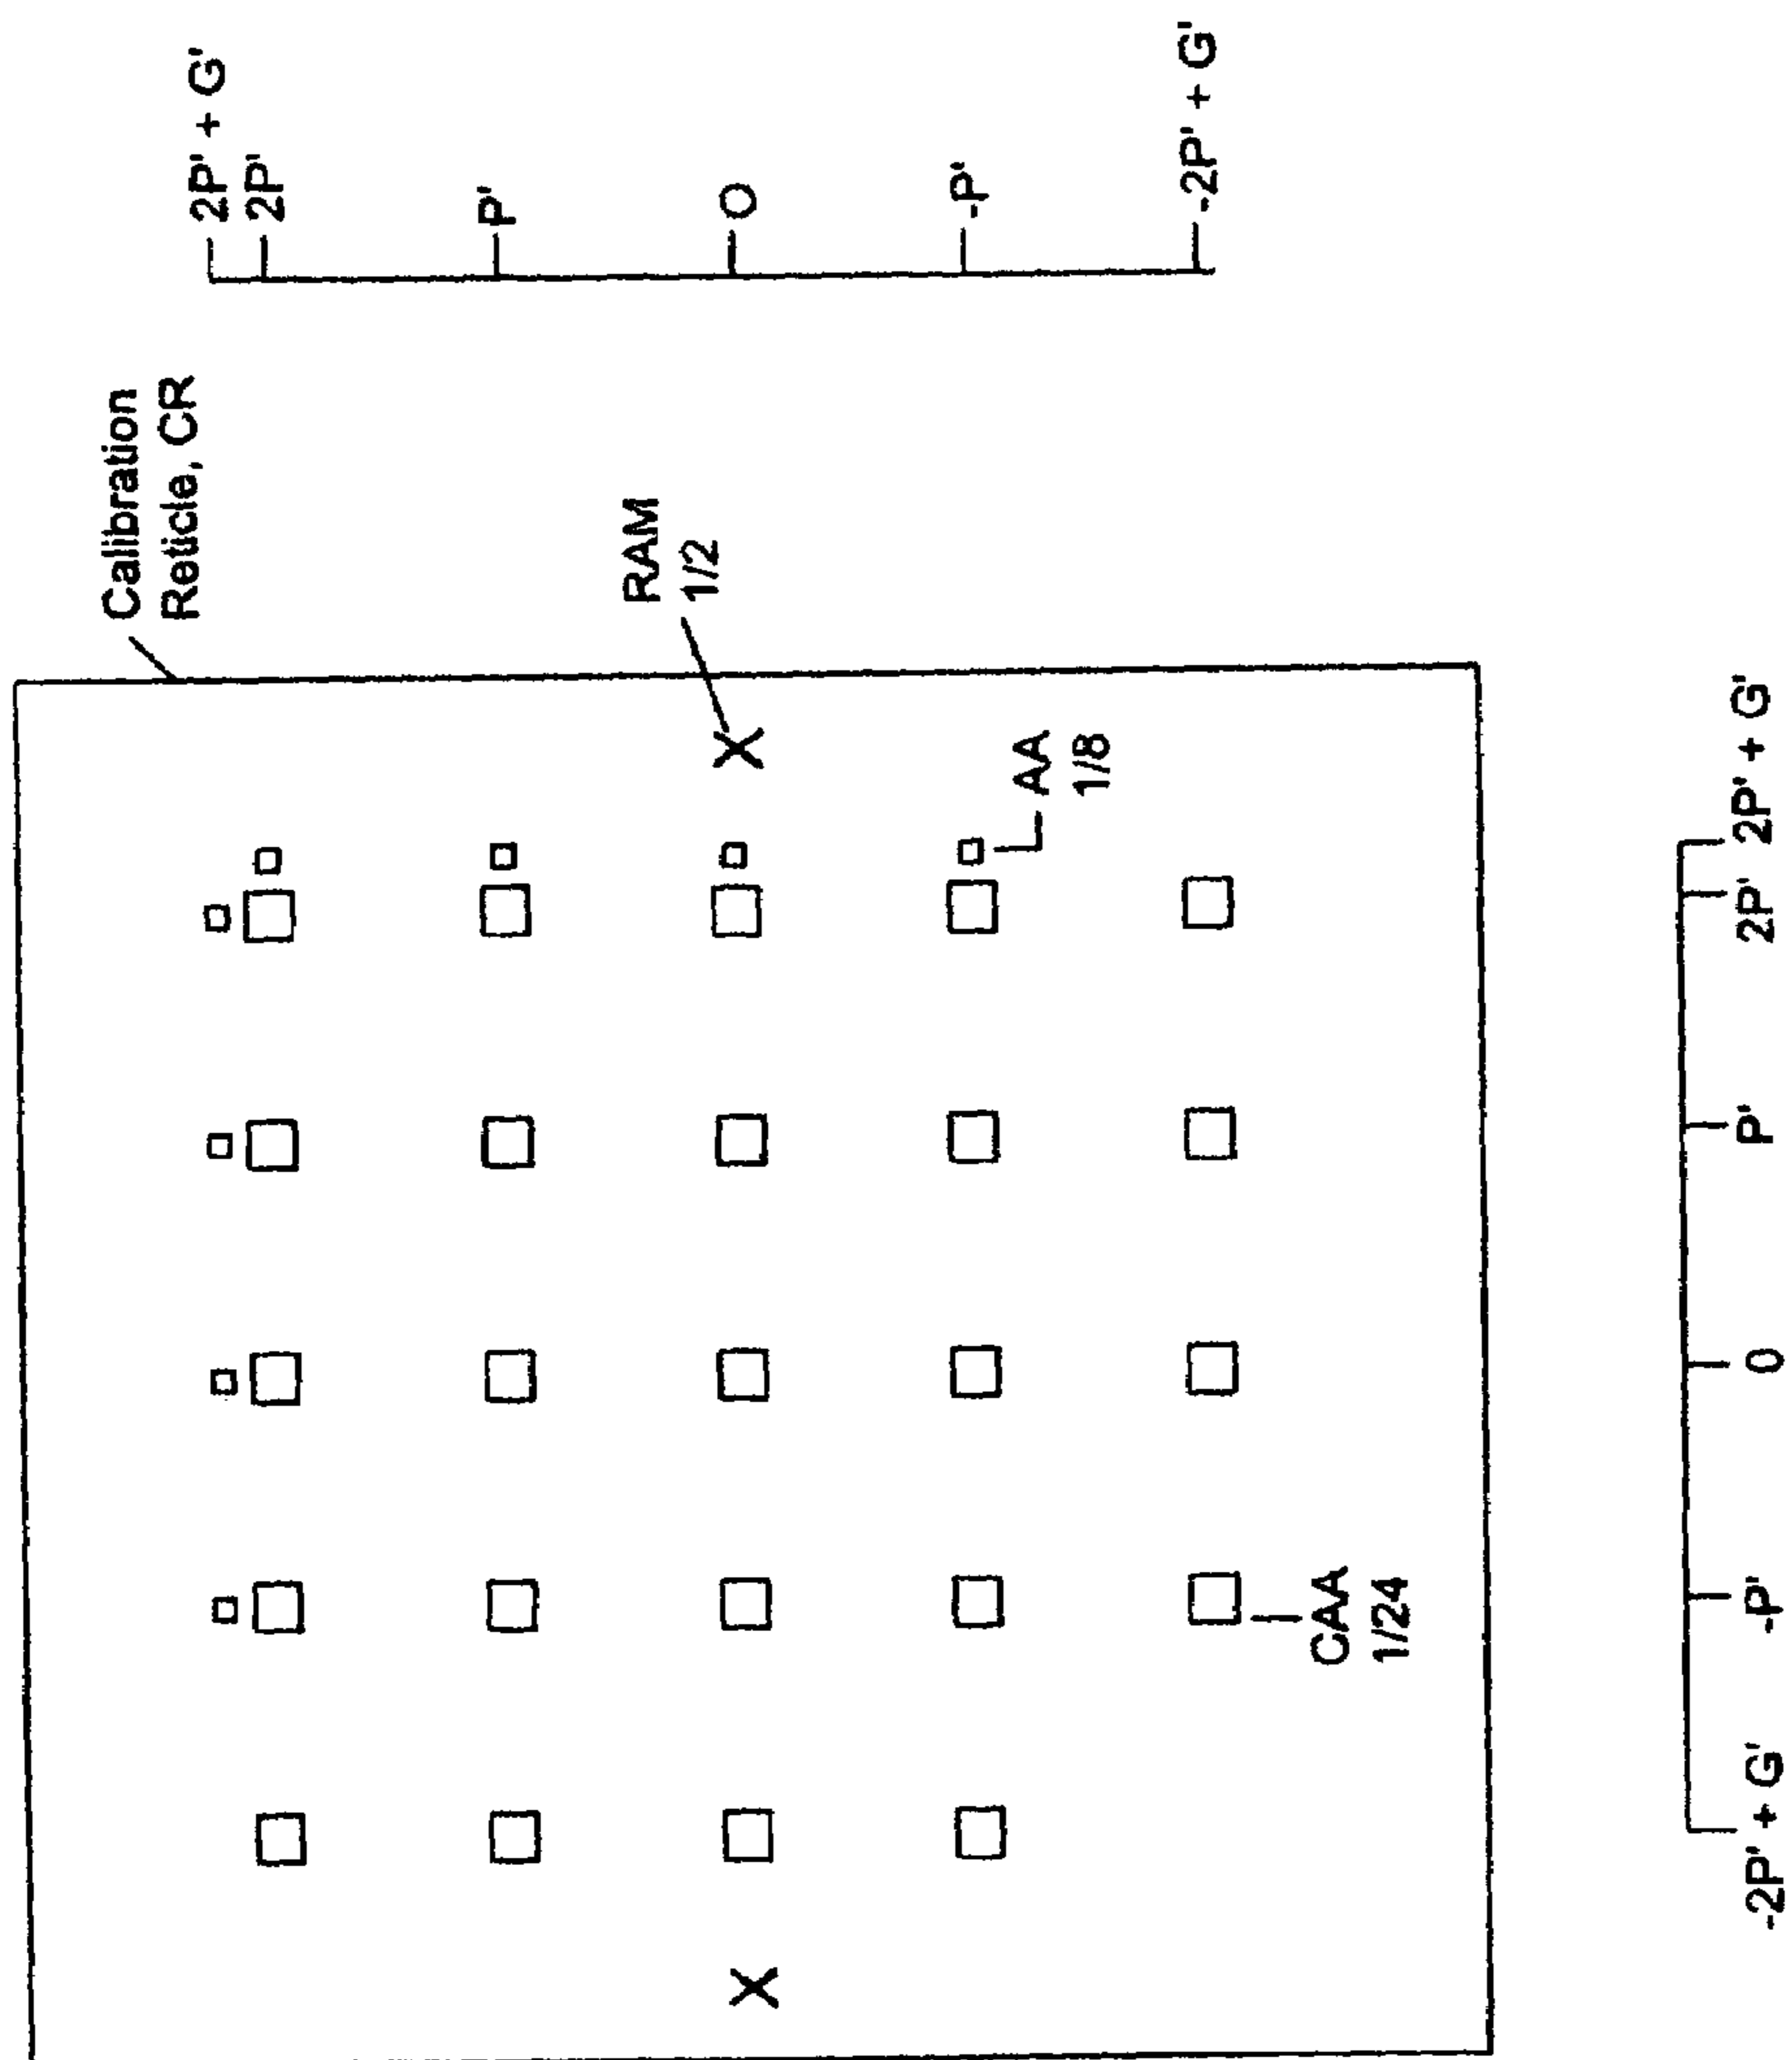 Calibration
Reticle, CR
2P' + G'
2P'
P'
O
-P'
-2P' + G'
RAM
1/2
X
AA
1/8
X
CAA
1/24
-2P' + G'
-P'
0
P'
2P'
2P' + G'